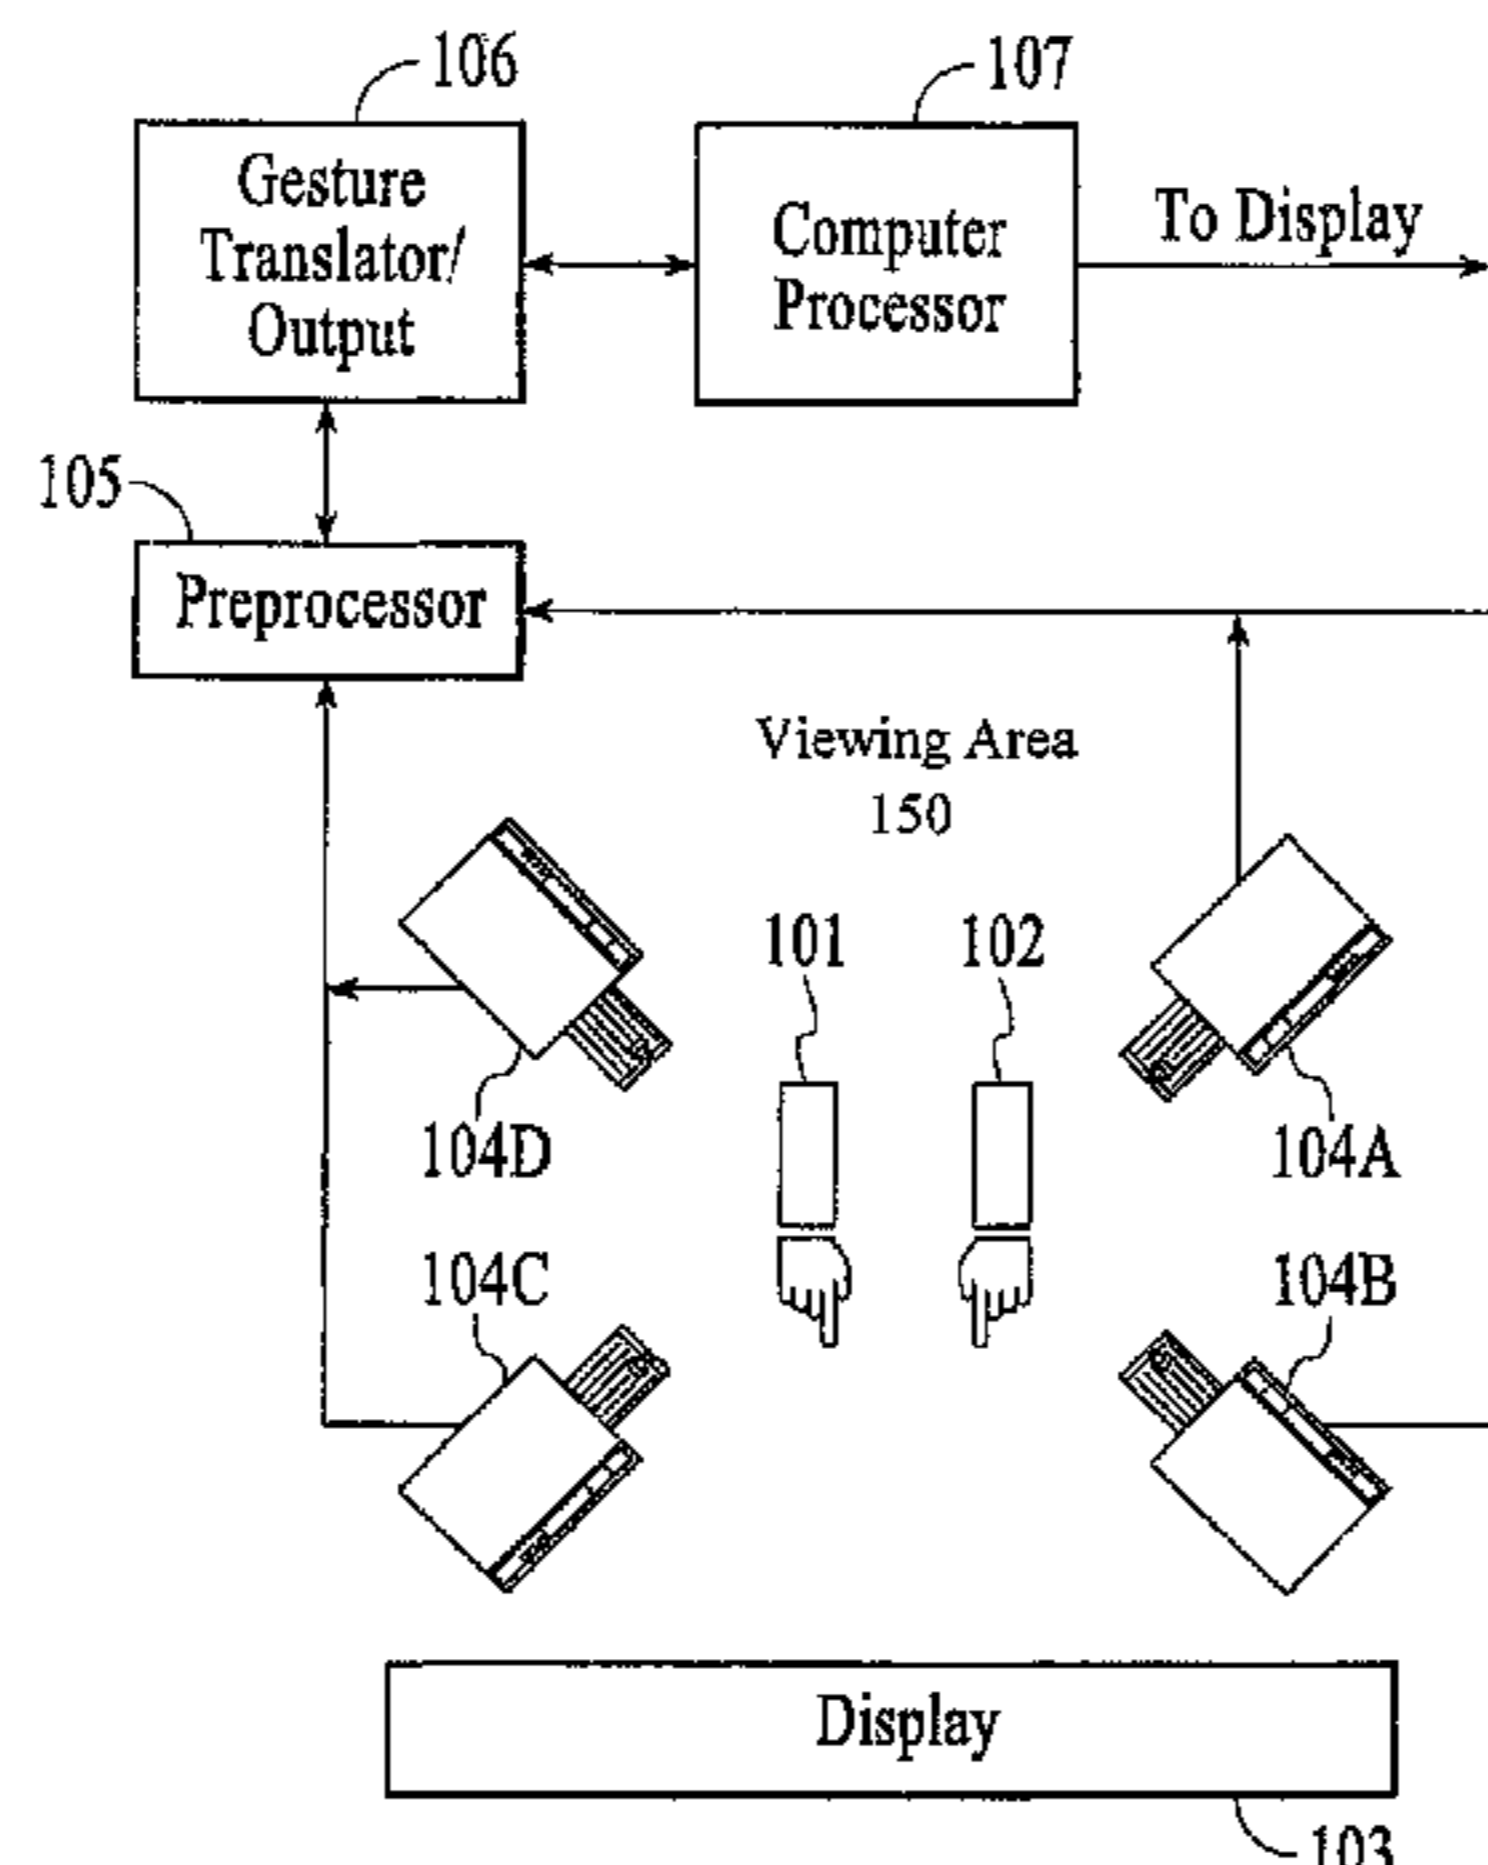 106
107
Gesture
Translator/
Output
Computer
Processor
To Display
105
Preprocessor
Viewing Area
150
101
102
104D
104A
104C
104B
Display
103